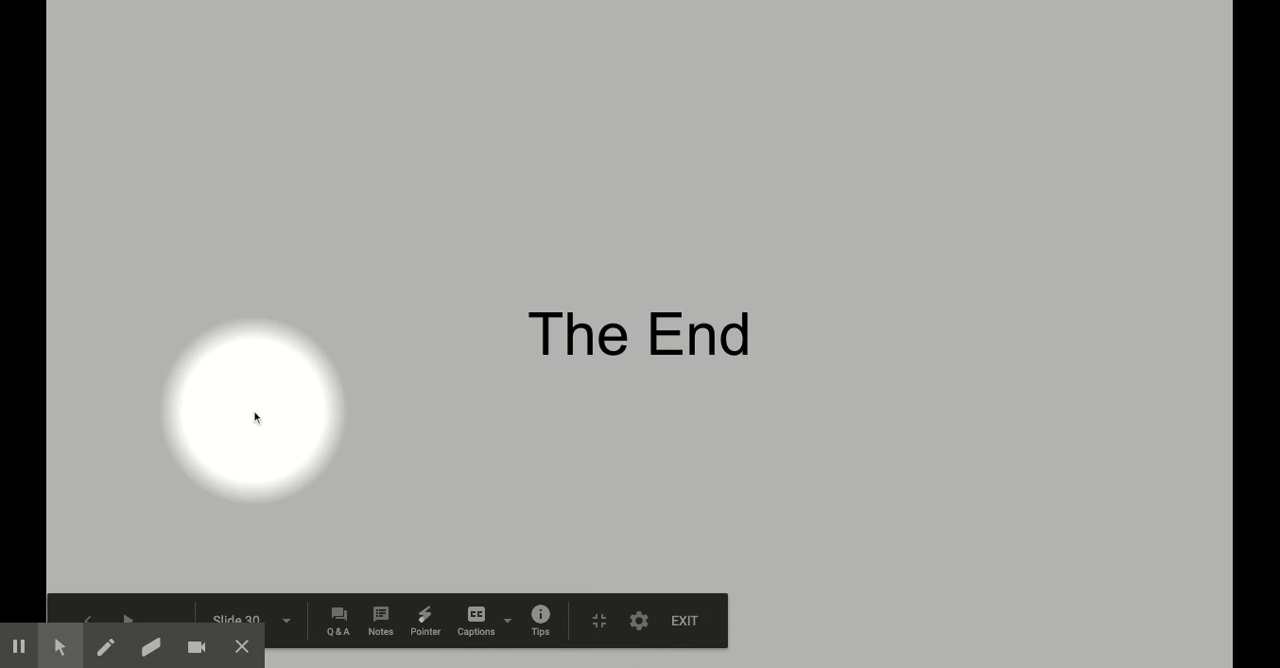 The End
Slide 30
Q & A
Notes
Pointer
Captions
Tips
EXIT